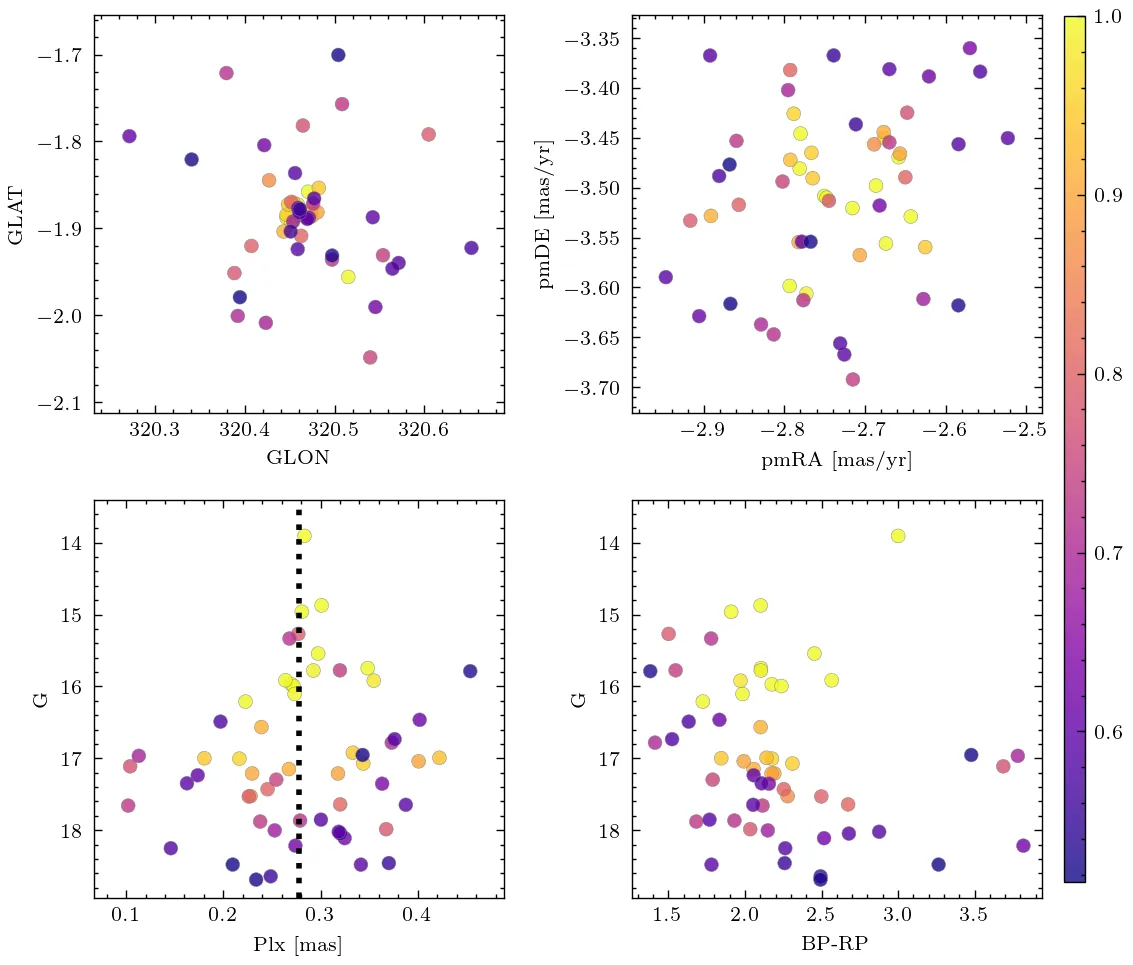 −1.7
−1.8
−1.9
−2.0
−2.1
GLAT
320.3 320.4 320.5 320.6
GLON
−3.35
−3.40
−3.45
−3.50
−3.55
−3.60
−3.65
−3.70
pmDE [mas/yr]
−2.9 −2.8 −2.7 −2.6 −2.5
pmRA [mas/yr]
14
15
16
17
18
G
0.1 0.2 0.3 0.4
Plx [mas]
14
15
16
17
18
G
1.5 2.0 2.5 3.0 3.5
BP-RP
1.0
0.9
0.8
0.7
0.6